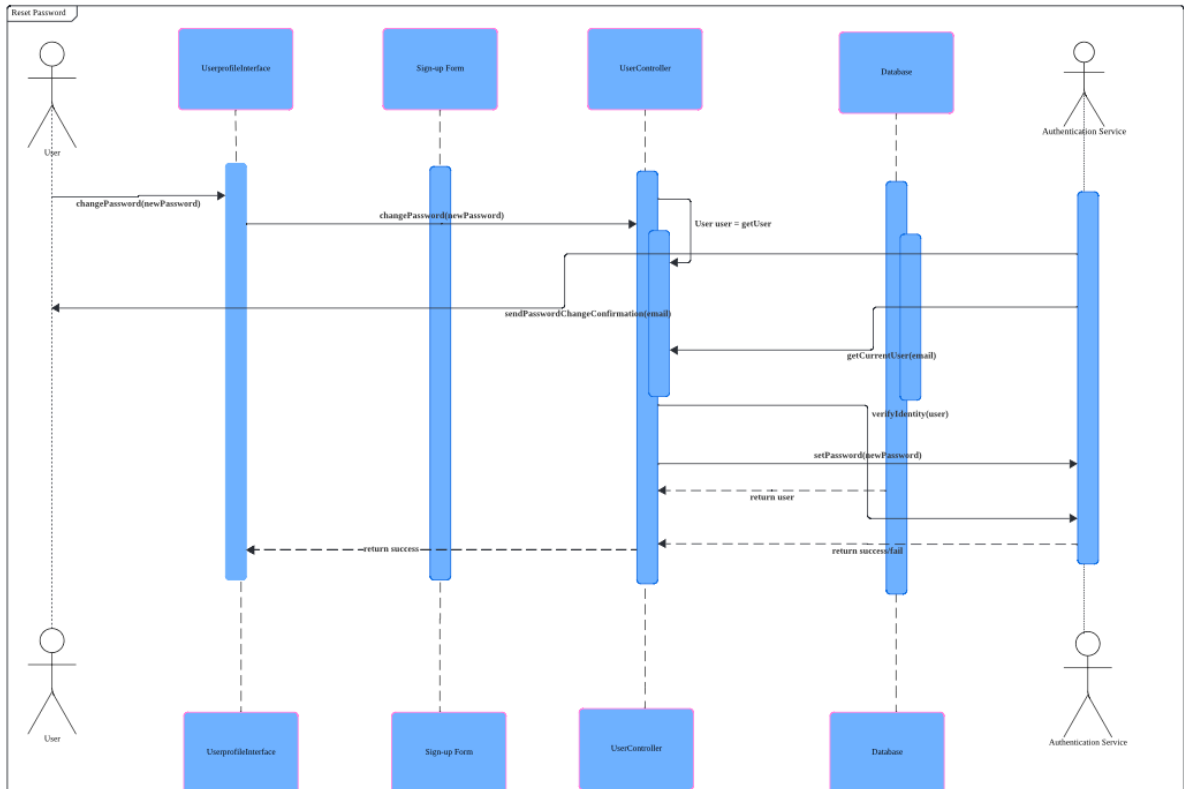 Reset Password
UserprofileInterface
Sign-up Form
UserController
Database
Authentication Service
User
changePassword(newPassword)
changePassword(newPassword)
User user = getUser
sendPasswordChangeConfirmation(email)
getCurrentUser(email)
verifyIdentity(user)
setPassword(newPassword)
return user
return success
return success/fail
User
UserprofileInterface
Sign-up Form
UserController
Database
Authentication Service